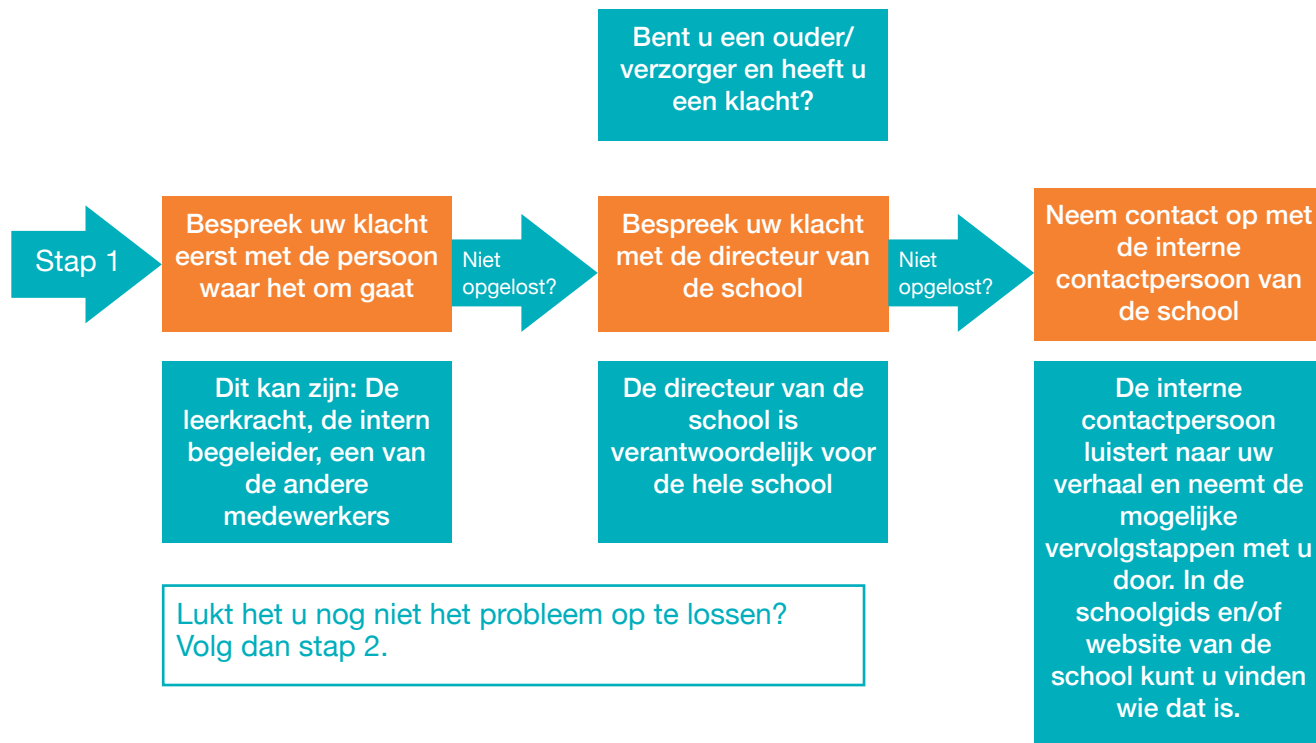 Bent u een ouder/
verzorger en heeft u
een klacht?
Stap 1
Bespreek uw klacht
eerst met de persoon
waar het om gaat
Niet
opgelost?
Bespreek uw klacht
met de directeur van
de school
Niet
opgelost?
Neem contact op met
de interne
contactpersoon van
de school
Dit kan zijn: De
leerkracht, de intern
begeleider, een van
de andere
medewerkers
De directeur van de
school is
verantwoordelijk voor
de hele school
De interne
contactpersoon
luistert naar uw
verhaal en neemt de
mogelijke
vervolgstappen met u
door. In de
schoolgids en/of
website van de
school kunt u vinden
wie dat is.
Lukt het u nog niet het probleem op te lossen?
Volg dan stap 2.